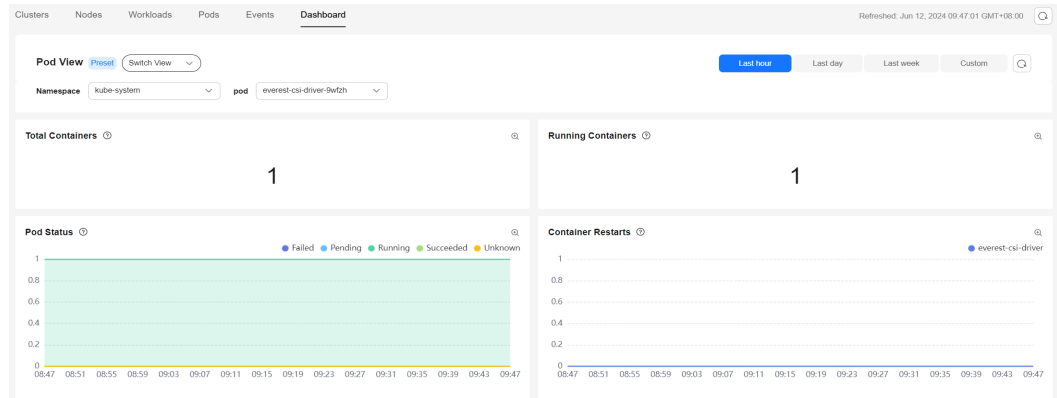 Clusters Nodes Workloads Pods Events Dashboard Refreshed: Jun 12, 2024 09:47:01 GMT+08:00
Pod View Preset Switch View Last hour Last day Last week Custom
Namespace kube-system pod everest-csi-driver-9wfzh
Total Containers Running Containers
1 1
Pod Status Container Restarts
Failed Pending Running Succeeded Unknown everest-csi-driver
1 1
0.8 0.8
0.6 0.6
0.4 0.4
0.2 0.2
0 0
08:47 08:51 08:55 08:59 09:03 09:07 09:11 09:15 09:19 09:23 09:27 09:31 09:35 09:39 09:43 09:47 08:47 08:51 08:55 08:59 09:03 09:07 09:11 09:15 09:19 09:23 09:27 09:31 09:35 09:39 09:43 09:47